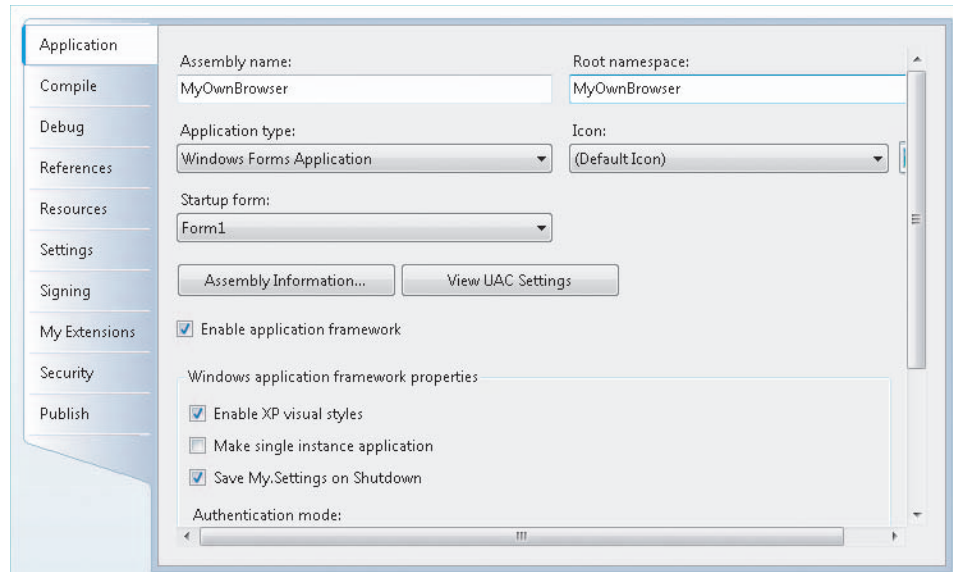 Application
Compile
Debug
References
Resources
Settings
Signing
My Extensions
Security
Publish
Assembly name:
Root namespace:
MyOwnBrowser
MyOwnBrowser
Application type:
Icon:
Windows Forms Application
(Default Icon)
Startup form:
Form1
Assembly Information...
View UAC Settings
Enable application framework
Windows application framework properties
Enable XP visual styles
Make single instance application
Save My.Settings on Shutdown
Authentication mode: